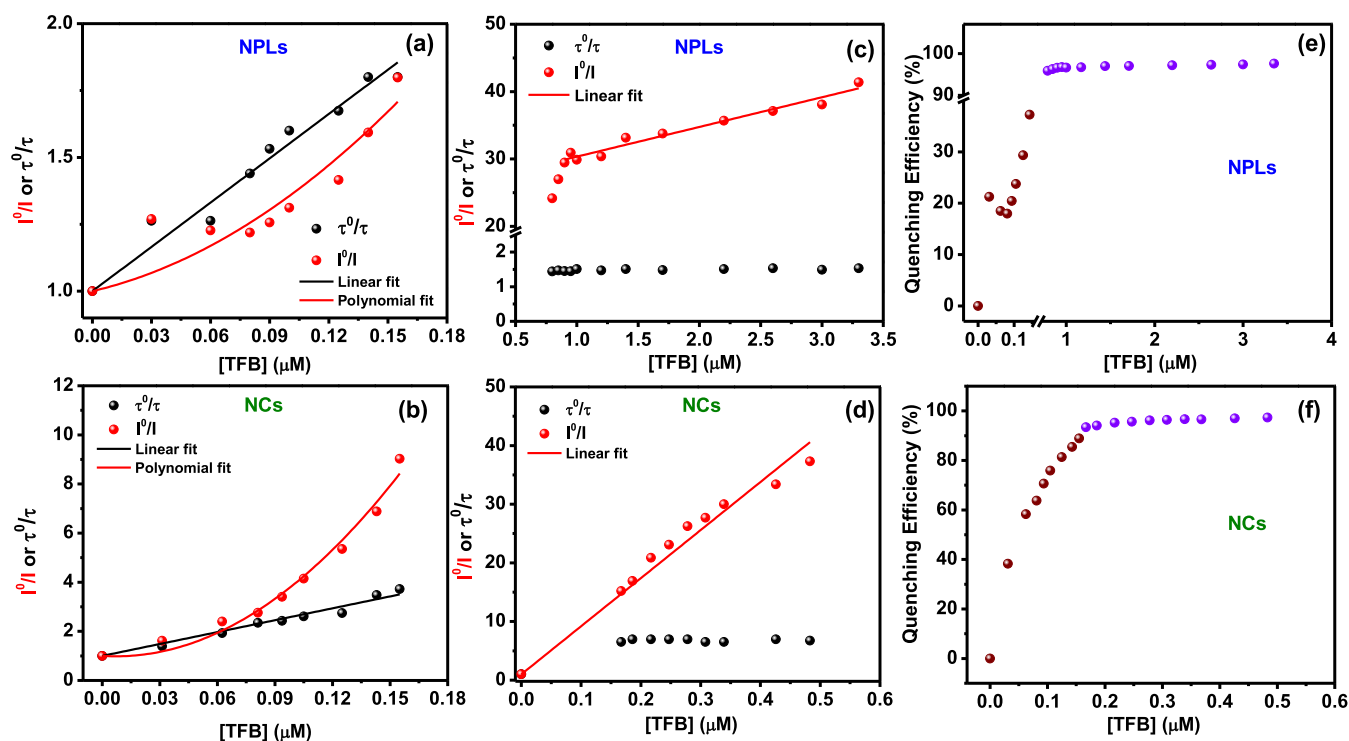 (a)
NPLs
2.0
1.5
1.0
I⁰/I or τ⁰/τ
τ⁰/τ
I⁰/I
Linear fit
Polynomial fit
0.00 0.03 0.06 0.09 0.12 0.15 0.18
[TFB] (μM)
(c)
NPLs
τ⁰/τ
I⁰/I
Linear fit
50
40
30
20
2
1
0
I⁰/I or τ⁰/τ
0.5 1.0 1.5 2.0 2.5 3.0 3.5
[TFB] (μM)
(e)
100
90
30
20
10
0
Quenching Efficiency (%)
NPLs
0.0 0.1 1 2 3 4
[TFB] (μM)
(b)
NCs
τ⁰/τ
I⁰/I
Linear fit
Polynomial fit
12
10
8
6
4
2
0
I⁰/I or τ⁰/τ
0.00 0.03 0.06 0.09 0.12 0.15 0.18
[TFB] (μM)
(d)
NCs
τ⁰/τ
I⁰/I
Linear fit
50
40
30
20
10
0
I⁰/I or τ⁰/τ
0.0 0.1 0.2 0.3 0.4 0.5 0.6
[TFB] (μM)
(f)
100
80
60
40
20
0
Quenching Efficiency (%)
NCs
0.0 0.1 0.2 0.3 0.4 0.5 0.6
[TFB] (μM)